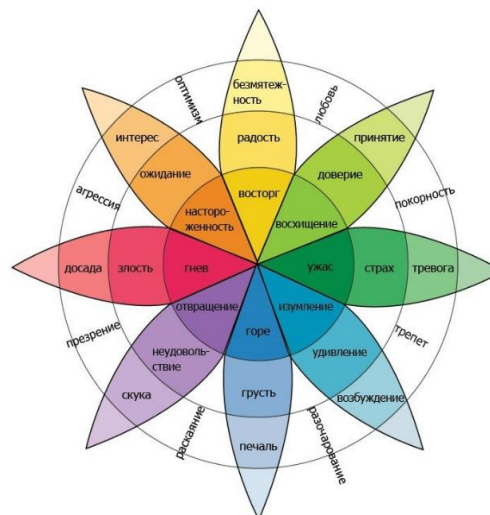 безмятеж-
ность
оптимизм
любовь
интерес
радость
принятие
ожидание
доверие
агрессия
восторг
покорность
насторо-
женность
восхищение
досада
злость
гнев
ужас
страх
тревога
отвращение
изумление
презрение
горе
трепет
неудоволь-
ствие
удивление
скука
грусть
возбуждение
раскаяние
печаль
разочарование